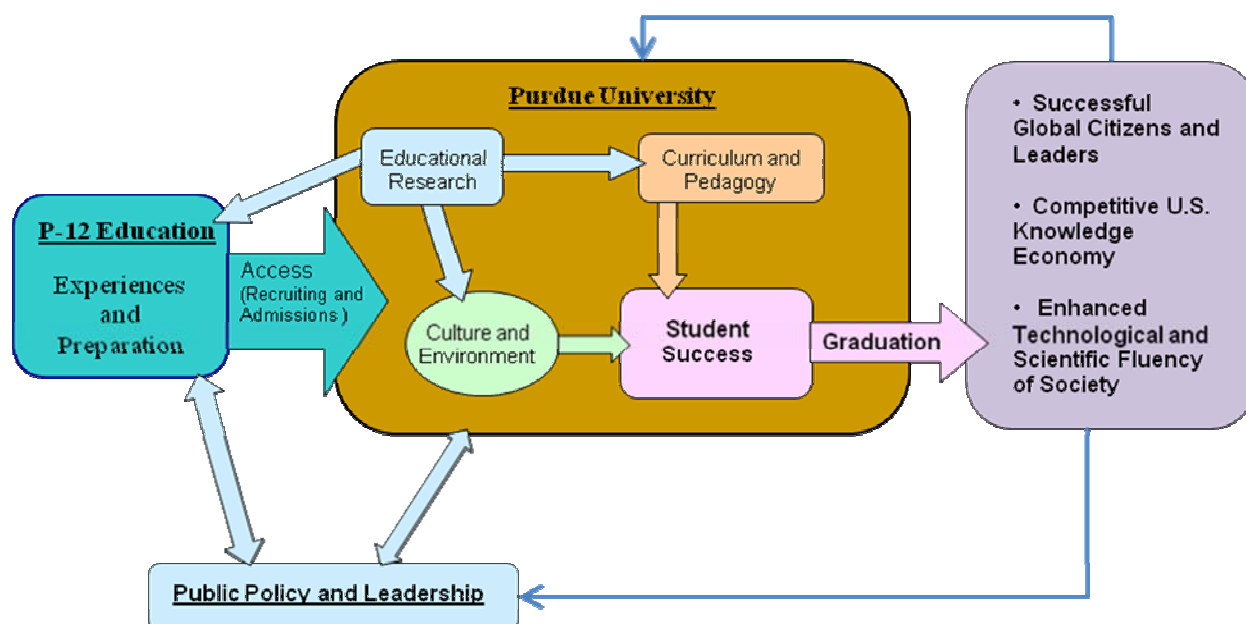 Purdue University
Educational
Research
Curriculum and
Pedagogy
P-12 Education
Experiences
and
Preparation
Access
(Recruiting and
Admissions )
Culture and
Environment
Student
Success
Graduation
• Successful
Global Citizens and
Leaders
• Competitive U.S.
Knowledge
Economy
• Enhanced
Technological and
Scientific Fluency
of Society
Public Policy and Leadership